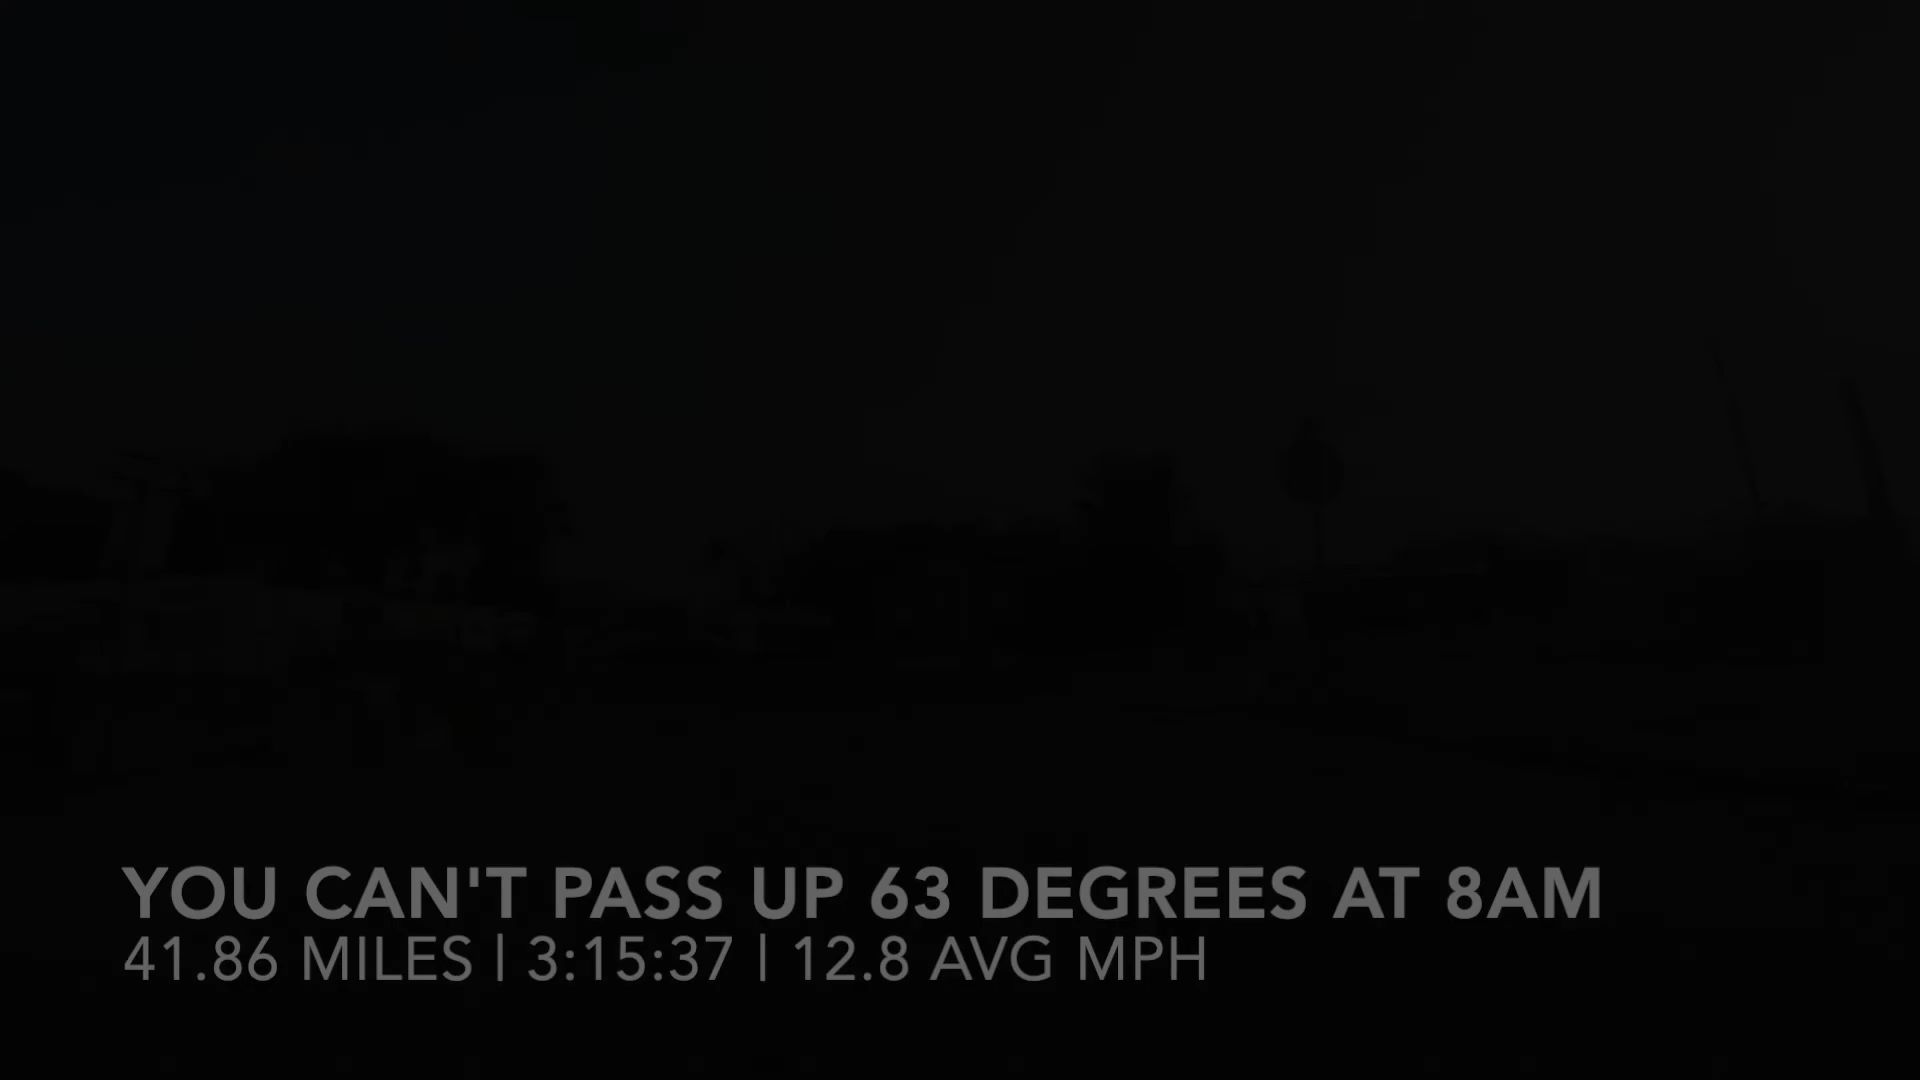 YOU CAN'T PASS UP 63 DEGREES AT 8AM
41.86 MILES | 3:15:37 | 12.8 AVG MPH